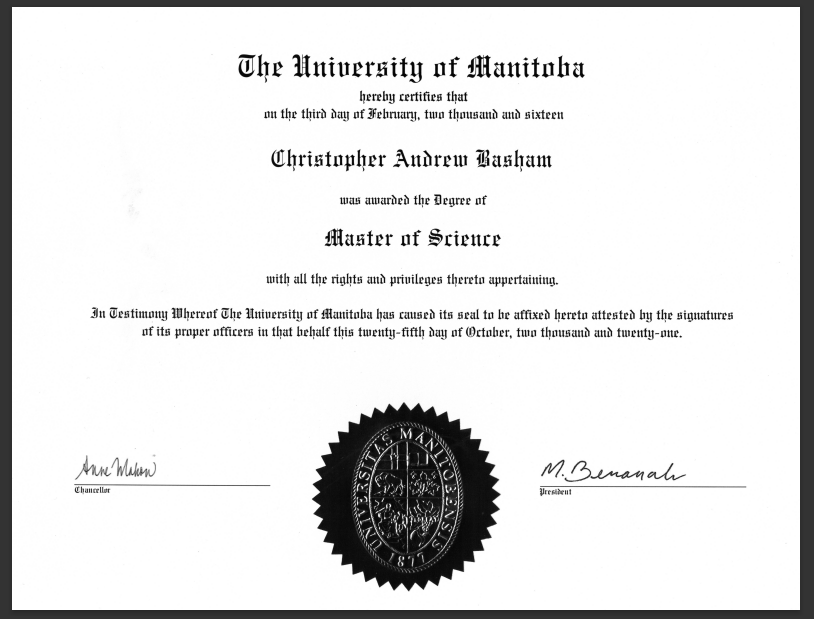 The University of Manitoba
hereby certifies that
on the third day of February, two thousand and sixteen
Christopher Andrew Basham
was awarded the Degree of
Master of Science
with all the rights and privileges thereto appertaining.
In Testimony Whereof The University of Manitoba has caused its seal to be affixed hereto attested by the signatures
of its proper officers in that behalf this twenty-fifth day of October, two thousand and twenty-one.
Anne Mahon
Chancellor
UNIVERSITAS MANITOBENSIS
1877
M. Benarroch
President